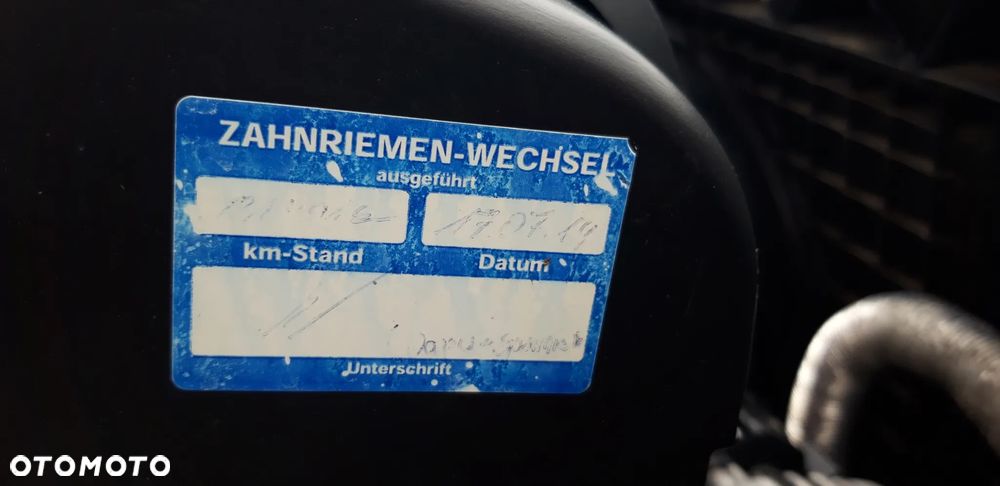 ZAHNRIEMEN-WECHSEL
ausgeführt
17.07.19
km-Stand
Datum
Unterschrift
OTOMOTO